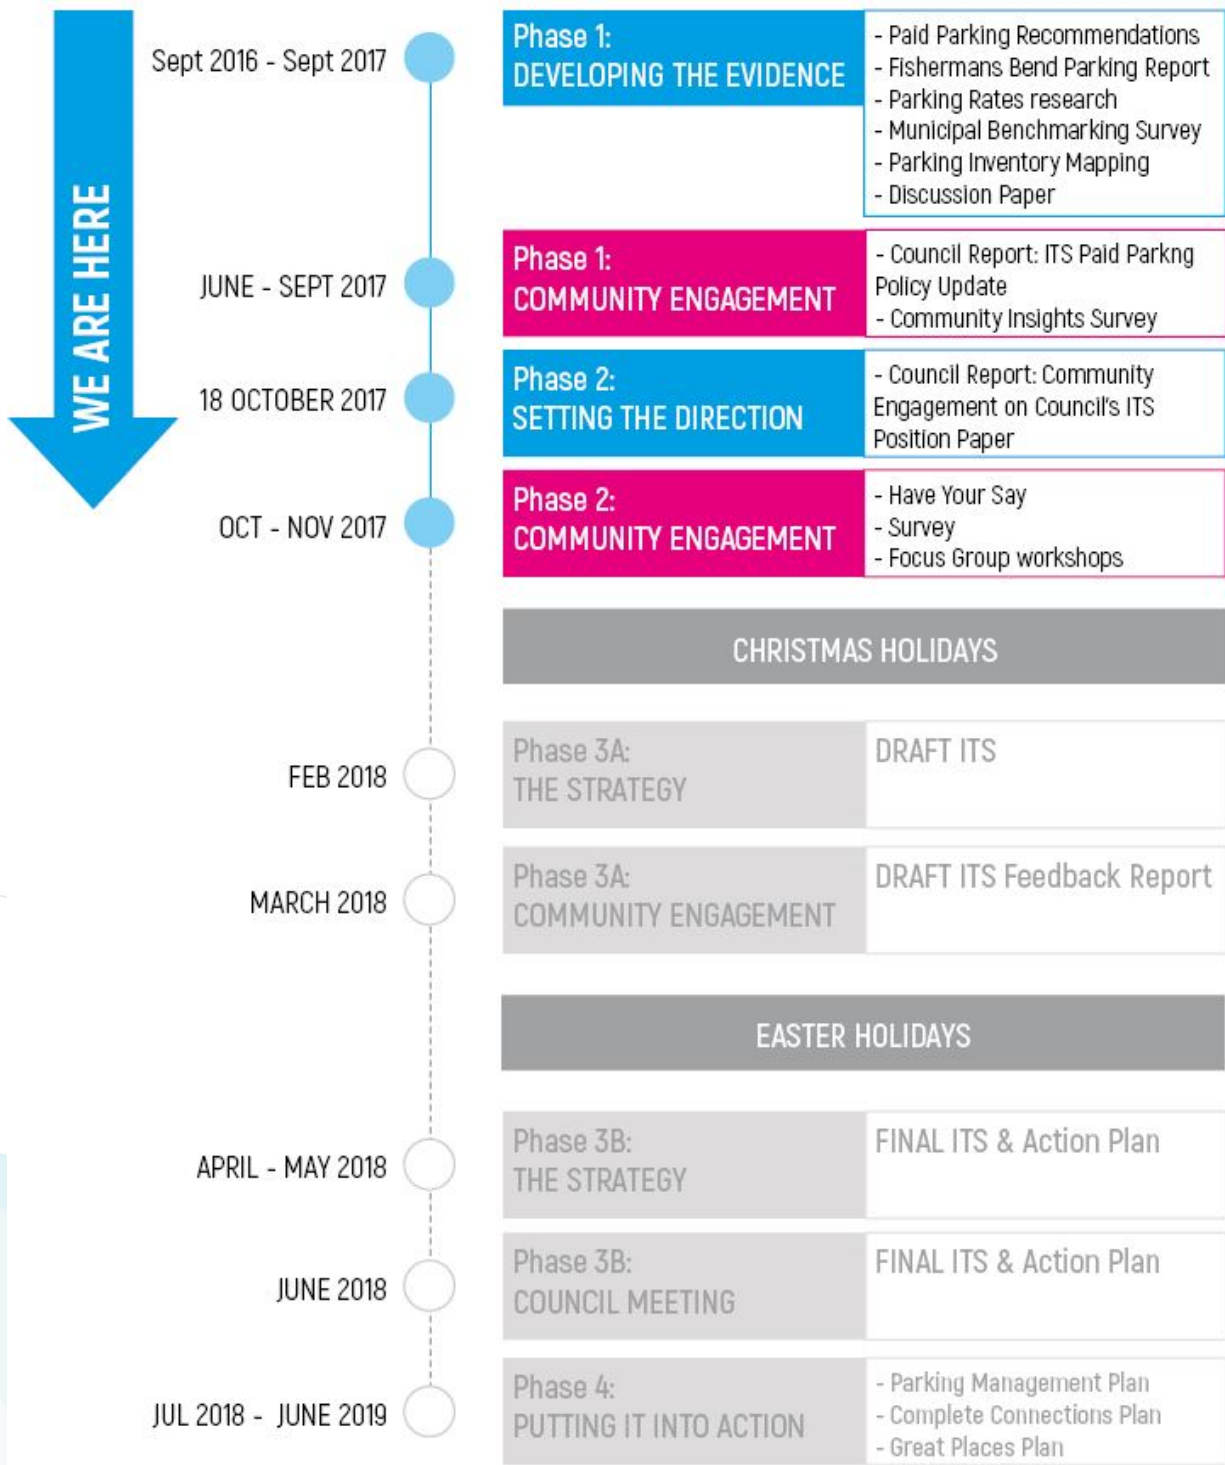 WE ARE HERE
Sept 2016 - Sept 2017
Phase 1:
DEVELOPING THE EVIDENCE
- Paid Parking Recommendations
- Fishermans Bend Parking Report
- Parking Rates research
- Municipal Benchmarking Survey
- Parking Inventory Mapping
- Discussion Paper
JUNE - SEPT 2017
Phase 1:
COMMUNITY ENGAGEMENT
- Council Report: ITS Paid Parkng
Policy Update
- Community Insights Survey
18 OCTOBER 2017
Phase 2:
SETTING THE DIRECTION
- Council Report: Community
Engagement on Council's ITS
Position Paper
OCT - NOV 2017
Phase 2:
COMMUNITY ENGAGEMENT
- Have Your Say
- Survey
- Focus Group workshops
CHRISTMAS HOLIDAYS
FEB 2018
Phase 3A:
THE STRATEGY
DRAFT ITS
MARCH 2018
Phase 3A:
COMMUNITY ENGAGEMENT
DRAFT ITS Feedback Report
EASTER HOLIDAYS
APRIL - MAY 2018
Phase 3B:
THE STRATEGY
FINAL ITS & Action Plan
JUNE 2018
Phase 3B:
COUNCIL MEETING
FINAL ITS & Action Plan
JUL 2018 - JUNE 2019
Phase 4:
PUTTING IT INTO ACTION
- Parking Management Plan
- Complete Connections Plan
- Great Places Plan